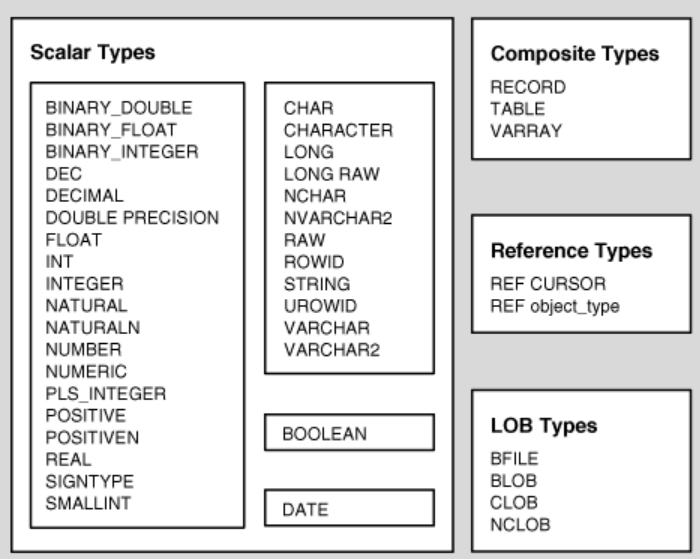 Scalar Types
BINARY_DOUBLE
BINARY_FLOAT
BINARY_INTEGER
DEC
DECIMAL
DOUBLE PRECISION
FLOAT
INT
INTEGER
NATURAL
NATURALN
NUMBER
NUMERIC
PLS_INTEGER
POSITIVE
POSITIVEN
REAL
SIGNTYPE
SMALLINT
CHAR
CHARACTER
LONG
LONG RAW
NCHAR
NVARCHAR2
RAW
ROWID
STRING
UROWID
VARCHAR
VARCHAR2
BOOLEAN
DATE
Composite Types
RECORD
TABLE
VARRAY
Reference Types
REF CURSOR
REF object_type
LOB Types
BFILE
BLOB
CLOB
NCLOB